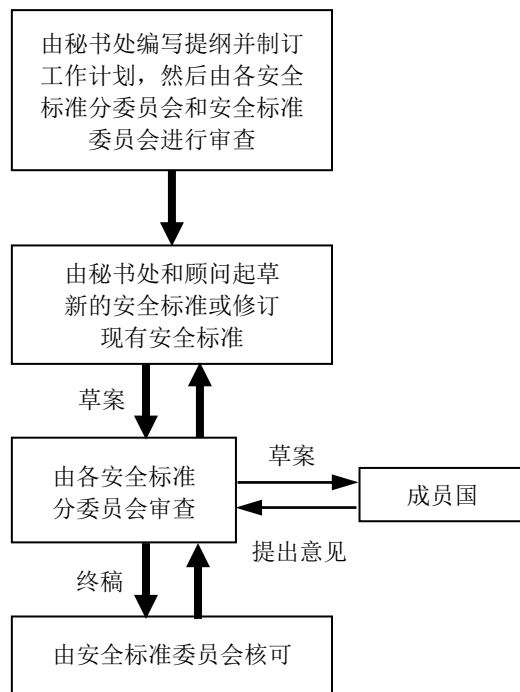 由秘书处编写提纲并制订
工作计划，然后由各安全
标准分委员会和安全标准
委员会进行审查
由秘书处和顾问起草
新的安全标准或修订
现有安全标准
草案
由各安全标准
分委员会审查
草案
成员国
提出意见
终稿
由安全标准委员会核可